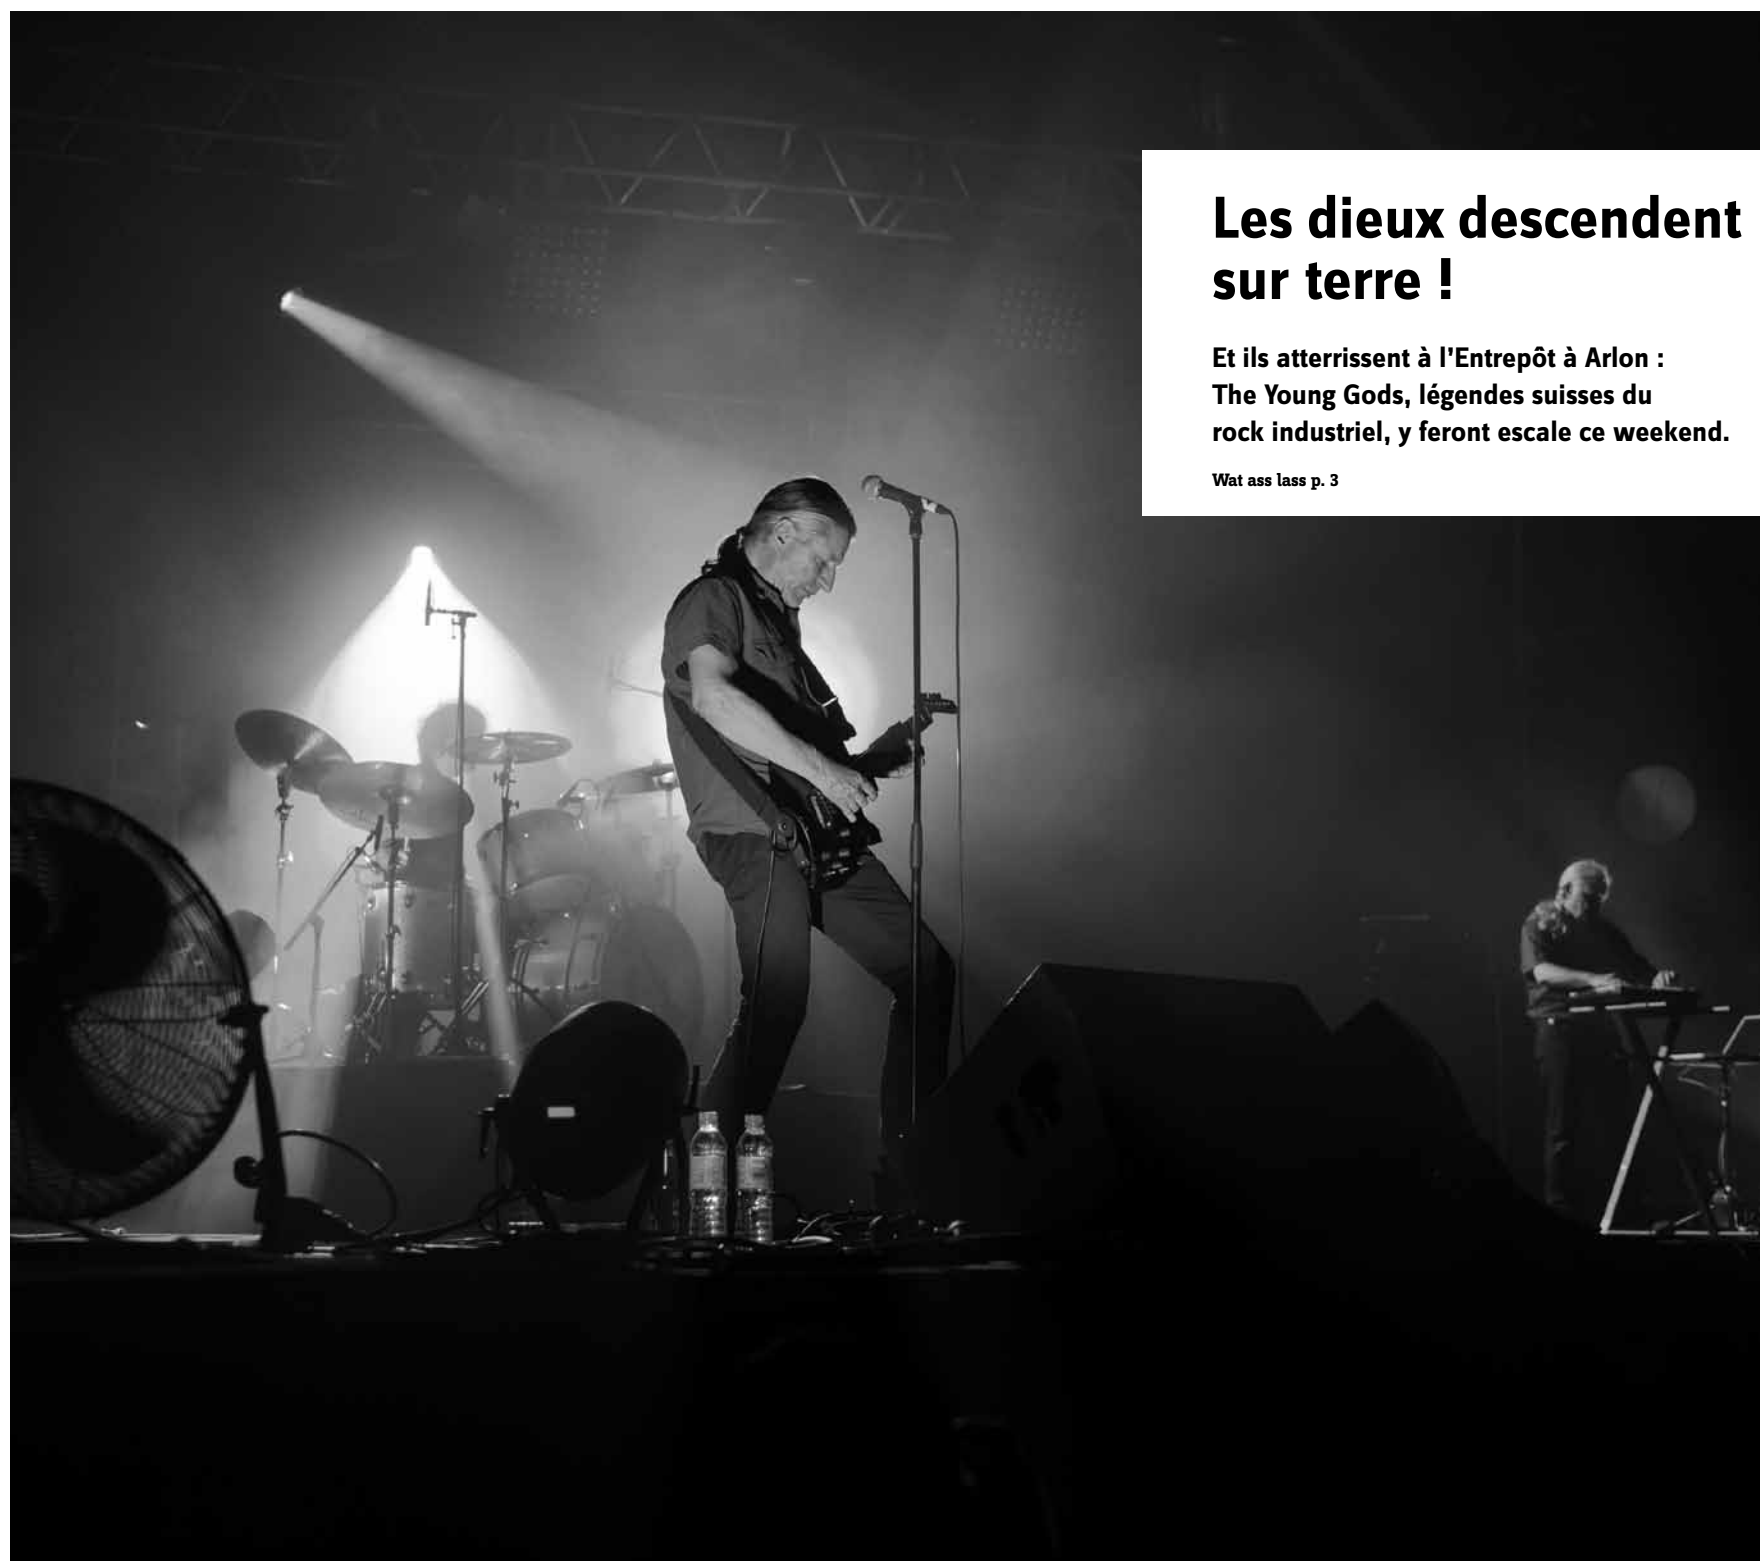 Les dieux descendent
sur terre !
Et ils atterrissent à l’Entrepôt à Arlon :
The Young Gods, légendes suisses du
rock industriel, y feront escale ce weekend.
Wat ass lass p. 3